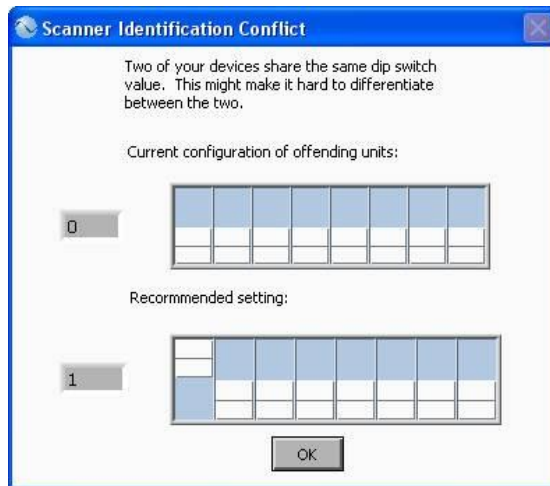 Scanner Identification Conflict
Two of your devices share the same dip switch
value. This might make it hard to differentiate
between the two.
Current configuration of offending units:
0
Recommended setting:
1
OK